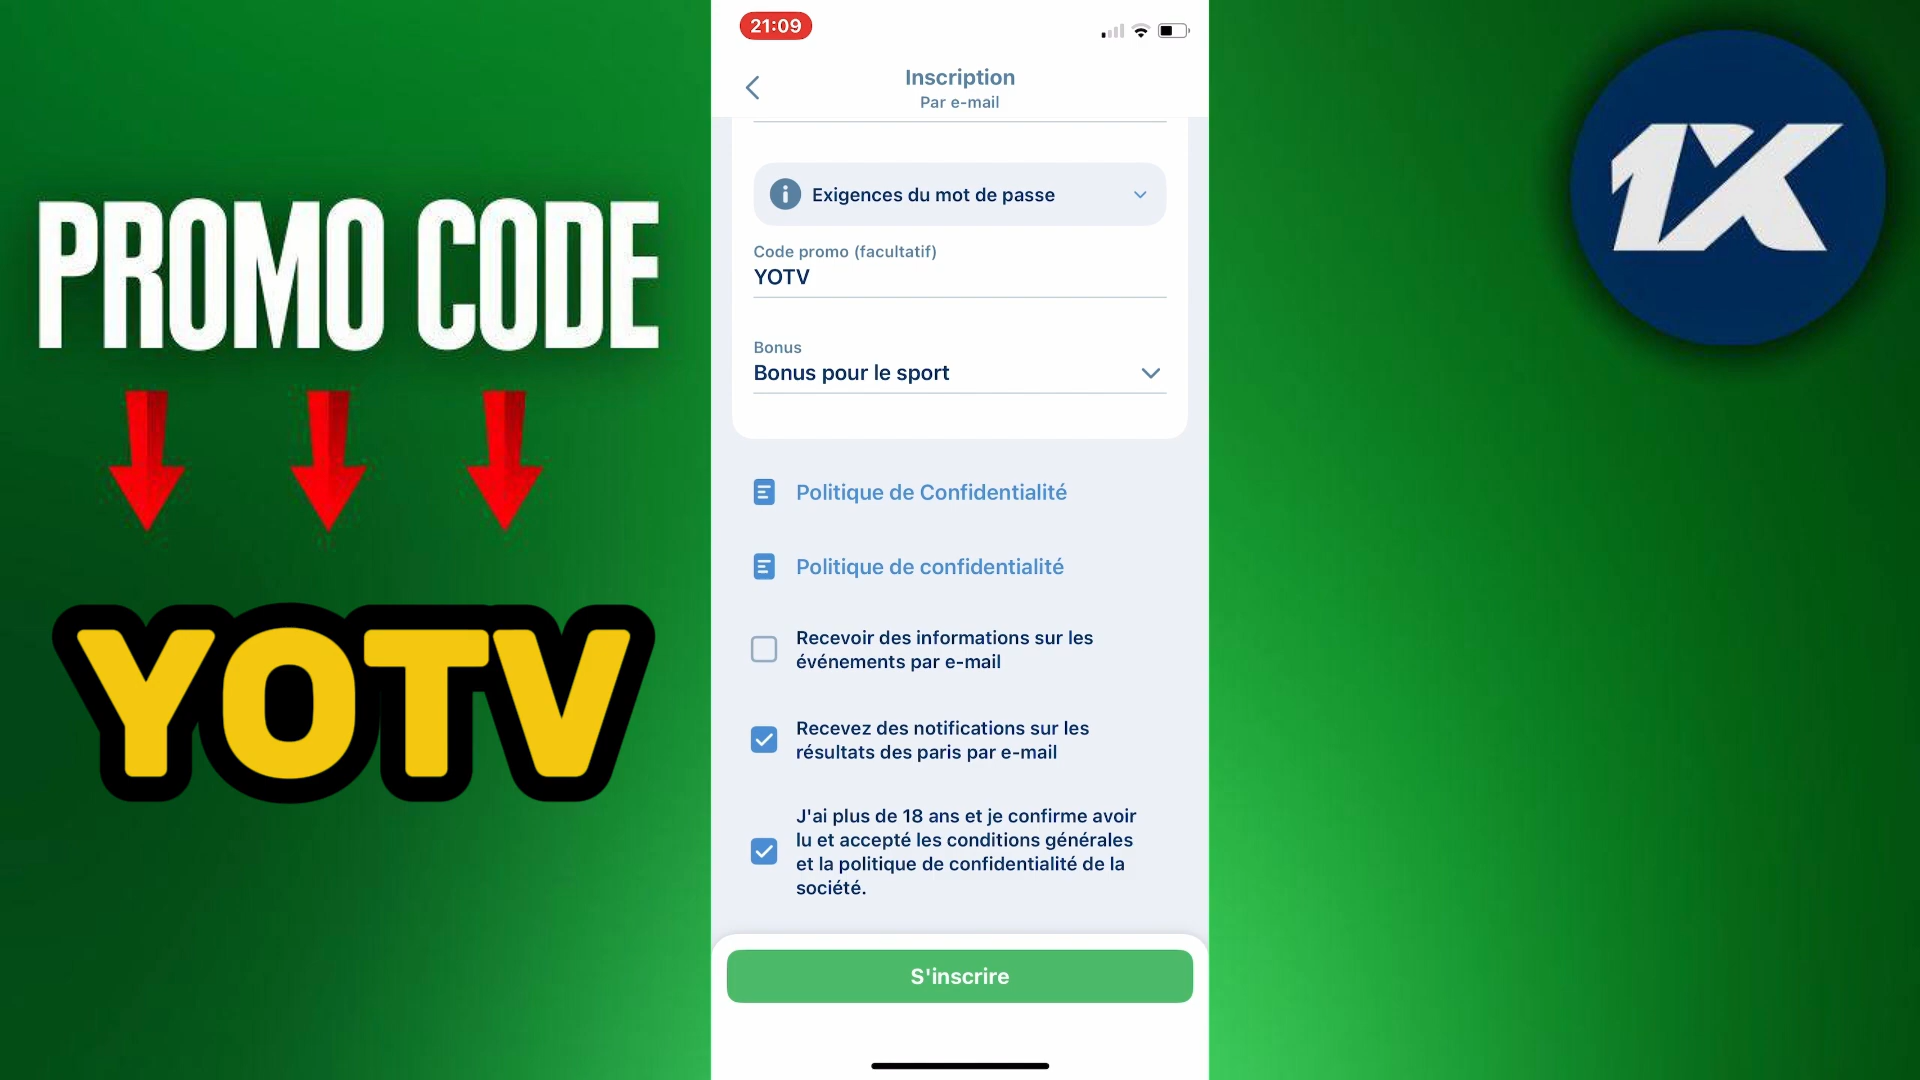 21:09
Inscription
Par e-mail
PROMO CODE
YOTV
1X
Exigences du mot de passe
Code promo (facultatif)
YOTV
Bonus
Bonus pour le sport
Politique de Confidentialité
Politique de confidentialité
Recevoir des informations sur les
événements par e-mail
Recevez des notifications sur les
résultats des paris par e-mail
J'ai plus de 18 ans et je confirme avoir
lu et accepté les conditions générales
et la politique de confidentialité de la
société.
S'inscrire